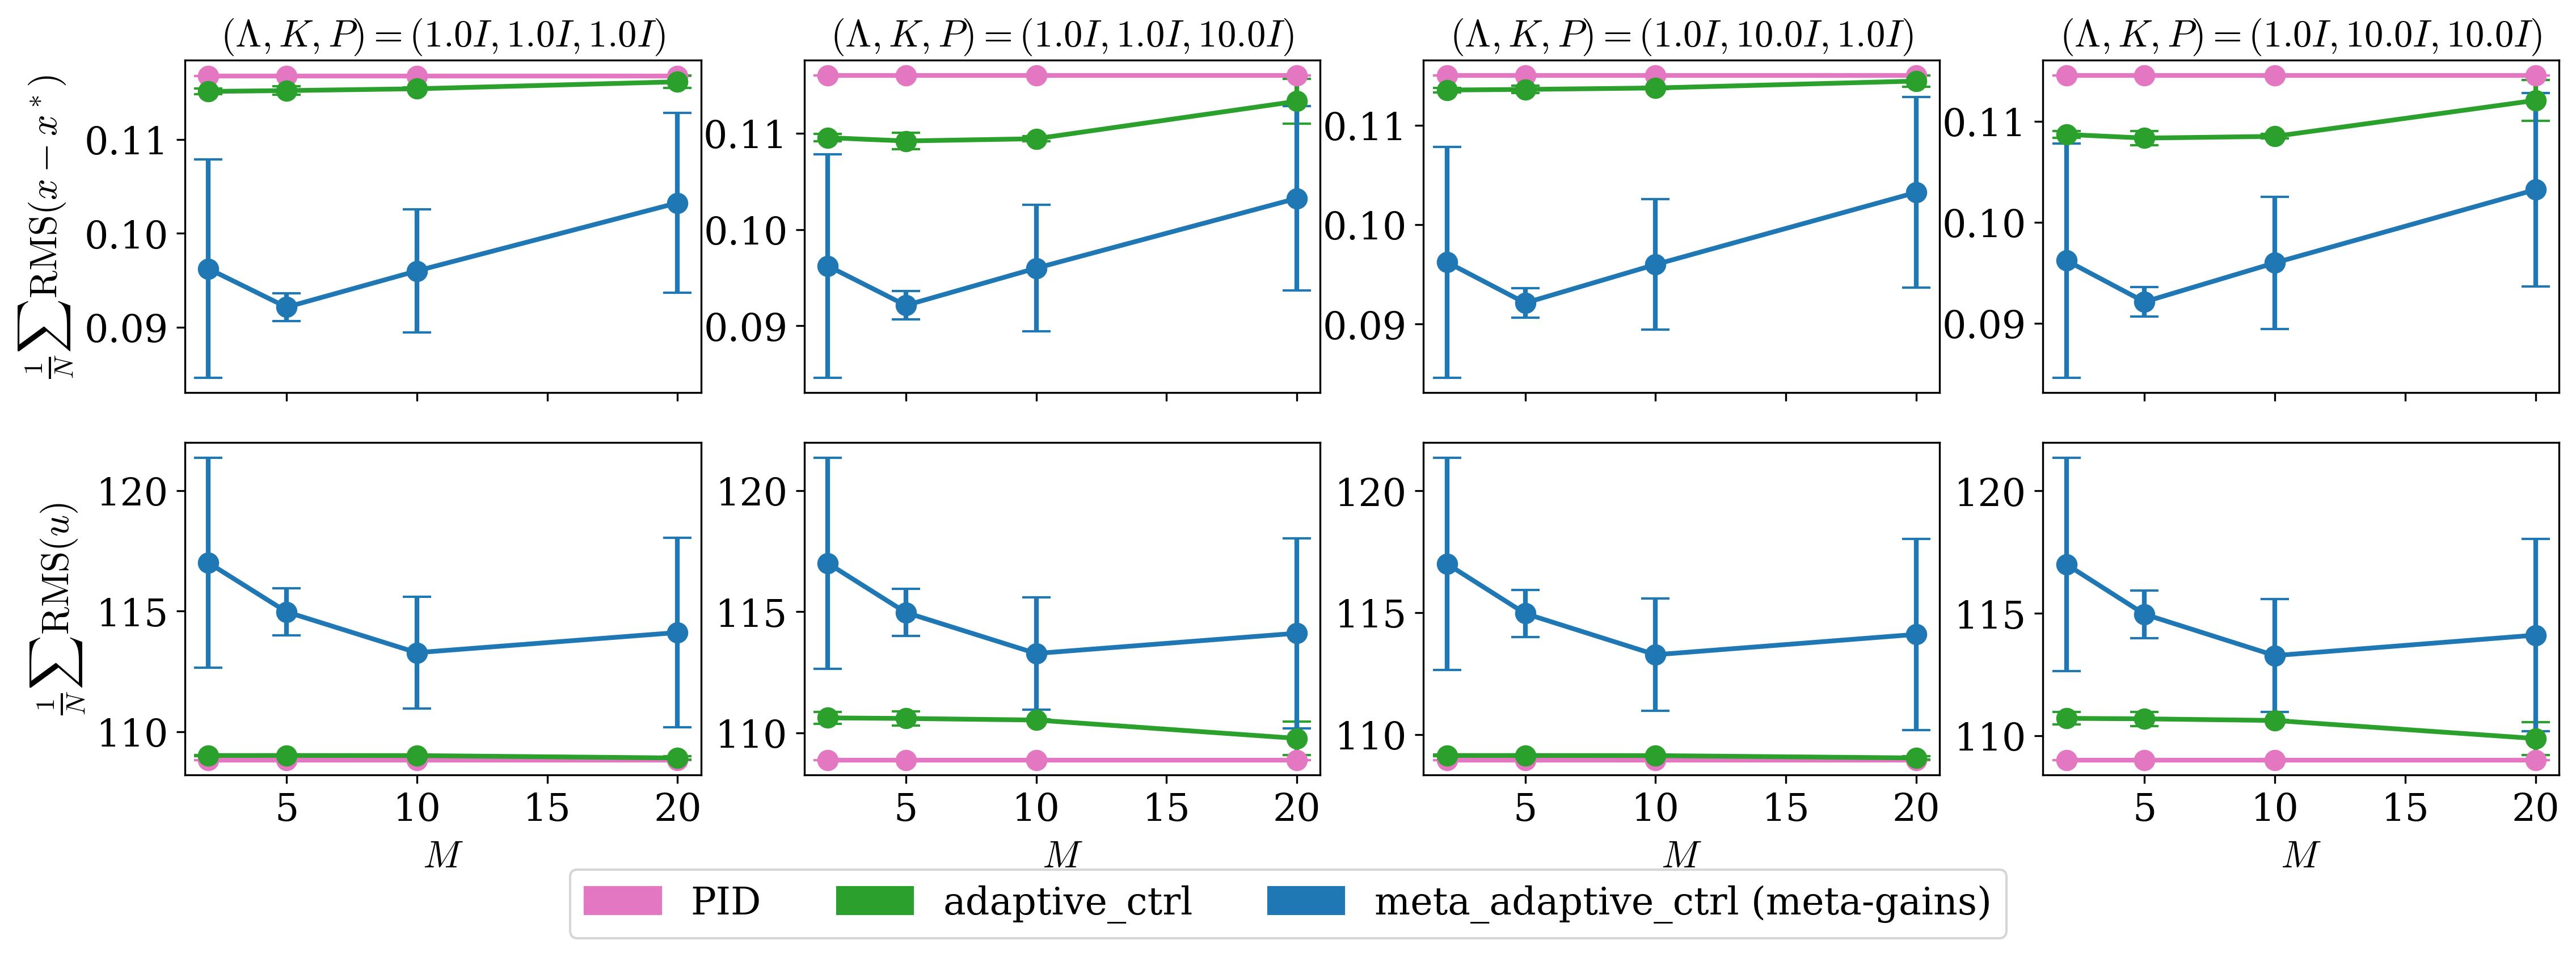 (Λ, K, P) = (1.0I, 1.0I, 1.0I)
(Λ, K, P) = (1.0I, 1.0I, 10.0I)
(Λ, K, P) = (1.0I, 10.0I, 1.0I)
(Λ, K, P) = (1.0I, 10.0I, 10.0I)
1/N ∑ RMS(x − x*)
0.11
0.10
0.09
0.11
0.10
0.09
0.11
0.10
0.09
0.11
0.10
0.09
1/N ∑ RMS(u)
120
115
110
120
115
110
120
115
110
120
115
110
5 10 15 20
5 10 15 20
5 10 15 20
5 10 15 20
M
M
M
M
PID
adaptive_ctrl
meta_adaptive_ctrl (meta-gains)